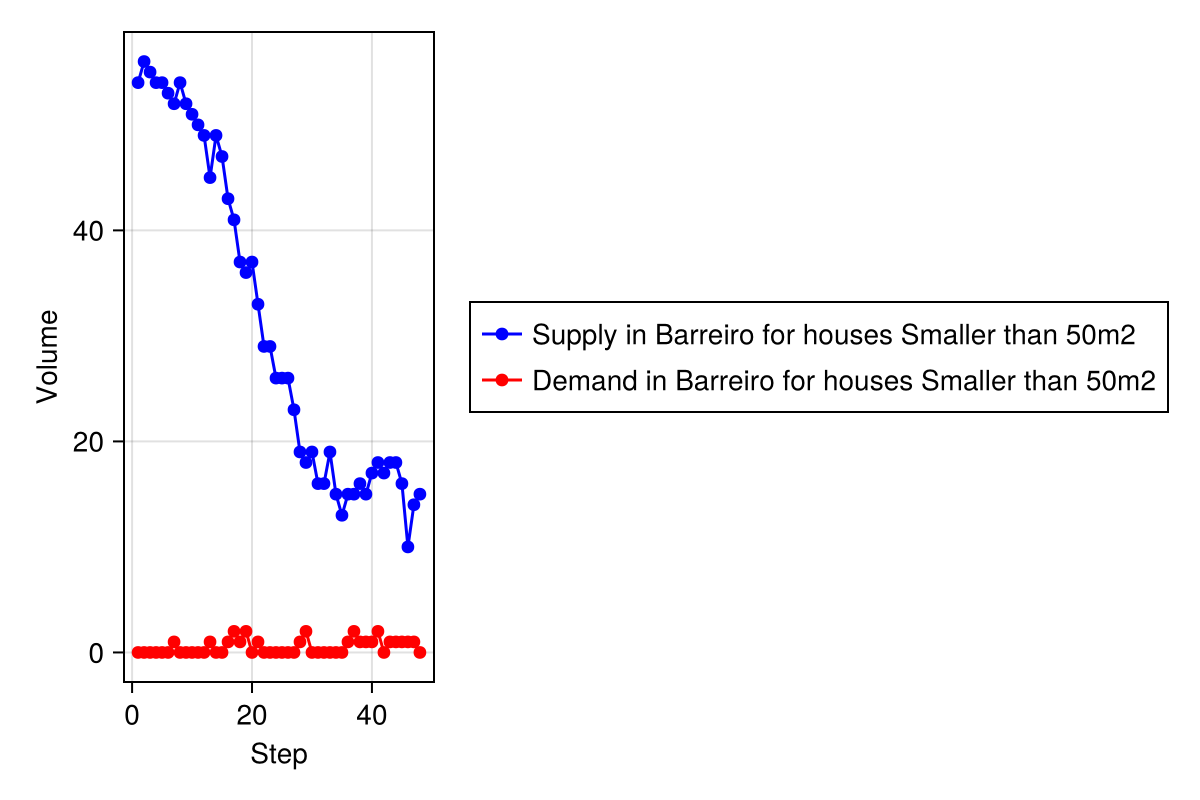 Volume
40
20
0
0 20 40
Step
Supply in Barreiro for houses Smaller than 50m2
Demand in Barreiro for houses Smaller than 50m2